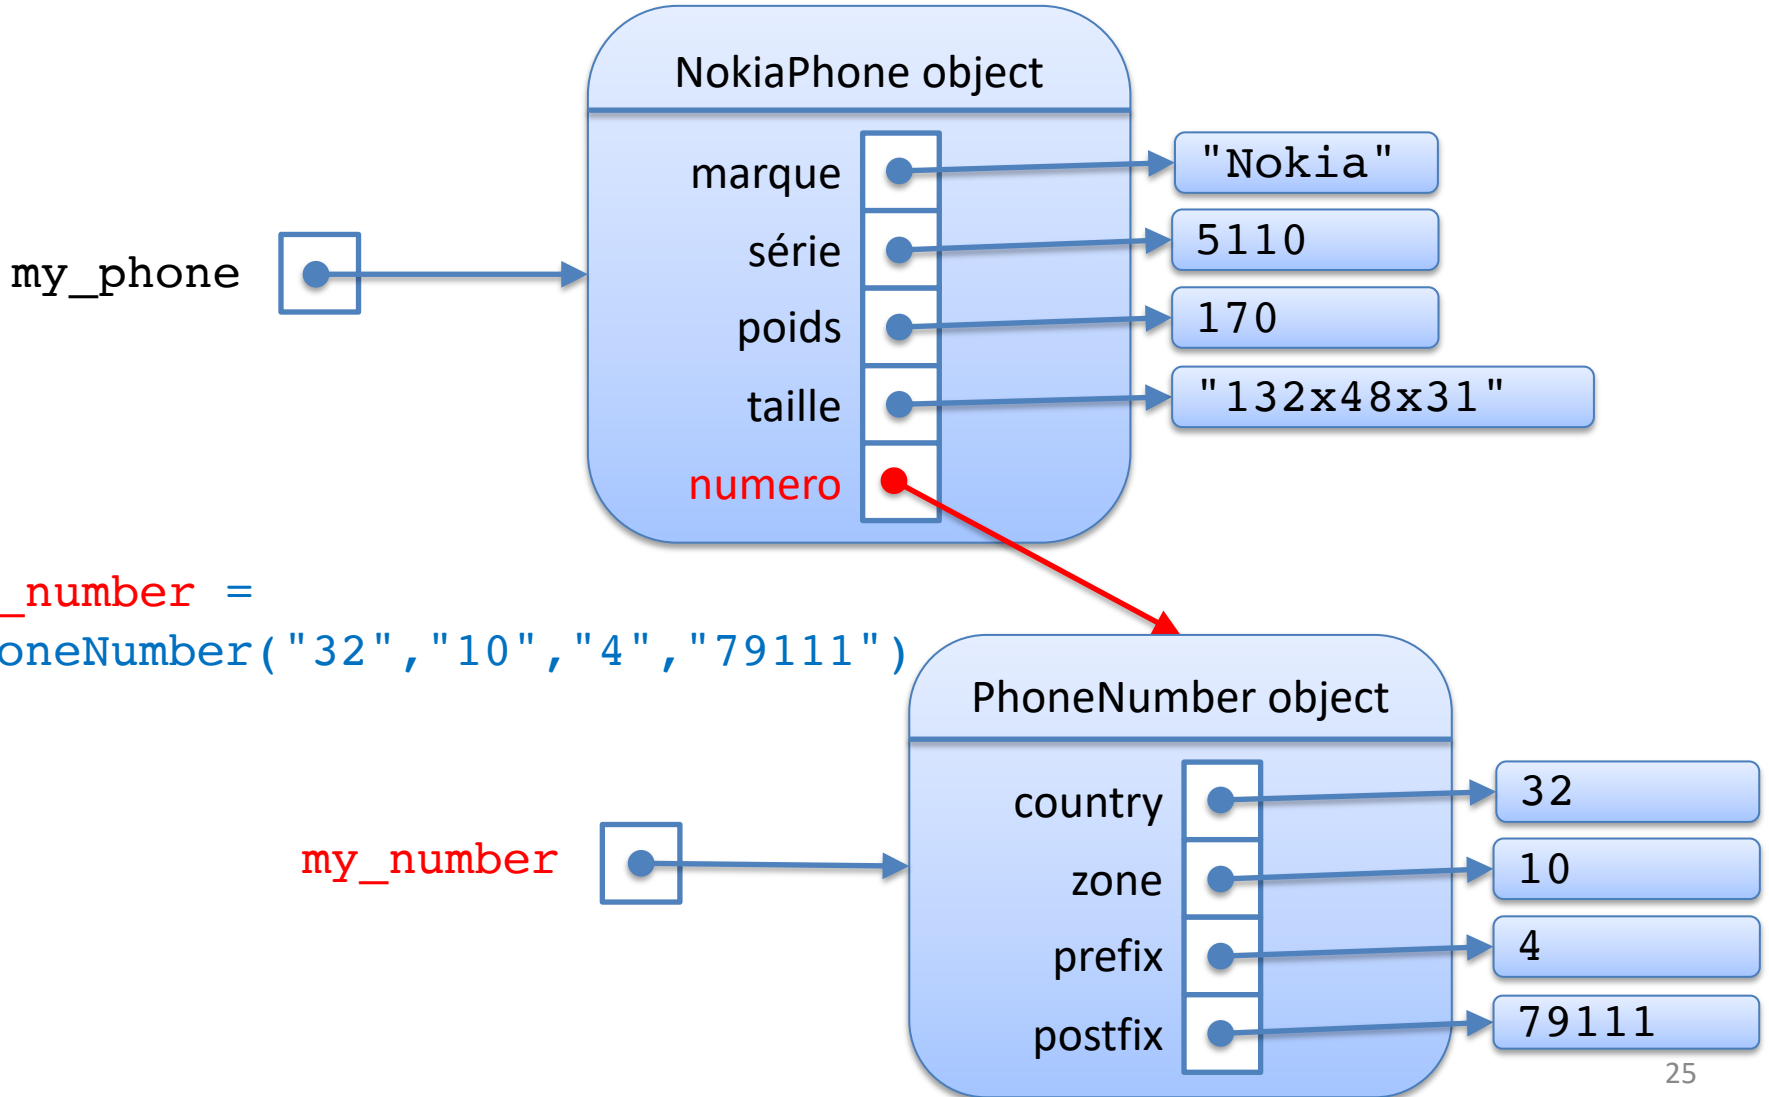 NokiaPhone object
marque
"Nokia"
série
5110
my_phone
poids
170
taille
"132x48x31"
numero
_number =
oneNumber("32","10","4","79111")
PhoneNumber object
country
32
my_number
zone
10
prefix
4
postfix
79111
25